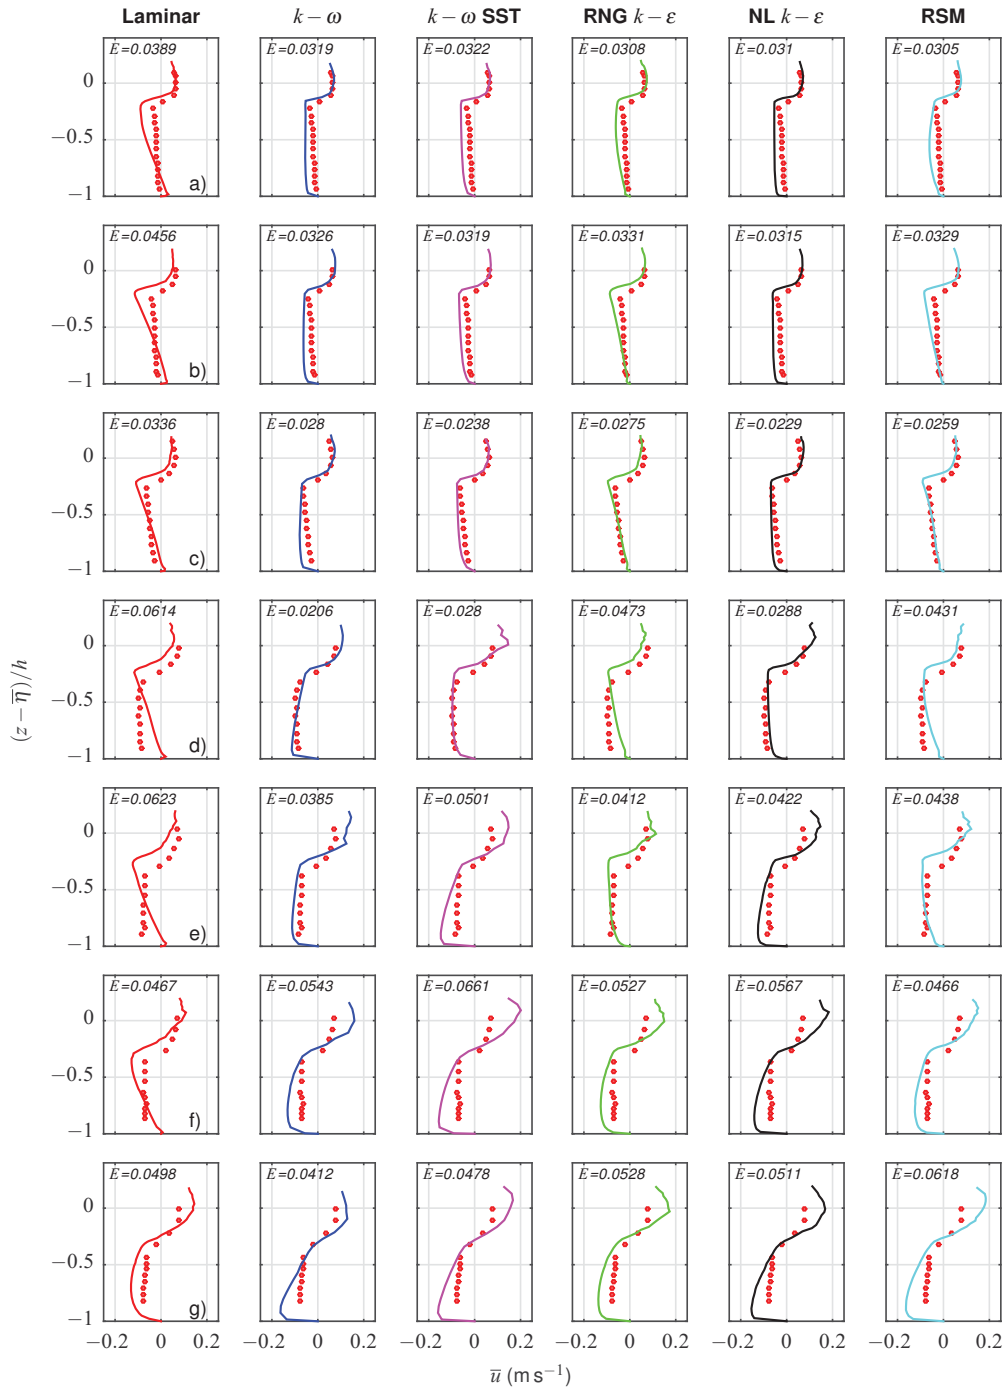 Laminar k − ω k − ω SST RNG k − ε NL k − ε RSM
E=0.0389 E=0.0319 E=0.0322 E=0.0308 E=0.031 E=0.0305
0
−0.5
−1
a)
E=0.0456 E=0.0326 E=0.0319 E=0.0331 E=0.0315 E=0.0329
0
−0.5
−1
b)
E=0.0336 E=0.028 E=0.0238 E=0.0275 E=0.0229 E=0.0259
0
−0.5
−1
c)
E=0.0614 E=0.0206 E=0.028 E=0.0473 E=0.0288 E=0.0431
0
−0.5
−1
d)
(z − η̅)/h
E=0.0623 E=0.0385 E=0.0501 E=0.0412 E=0.0422 E=0.0438
0
−0.5
−1
e)
E=0.0467 E=0.0543 E=0.0661 E=0.0527 E=0.0567 E=0.0466
0
−0.5
−1
f)
E=0.0498 E=0.0412 E=0.0478 E=0.0528 E=0.0511 E=0.0618
0
−0.5
−1
g)
−0.2 0 0.2 −0.2 0 0.2 −0.2 0 0.2 −0.2 0 0.2 −0.2 0 0.2 −0.2 0 0.2
u̅ (m s⁻¹)